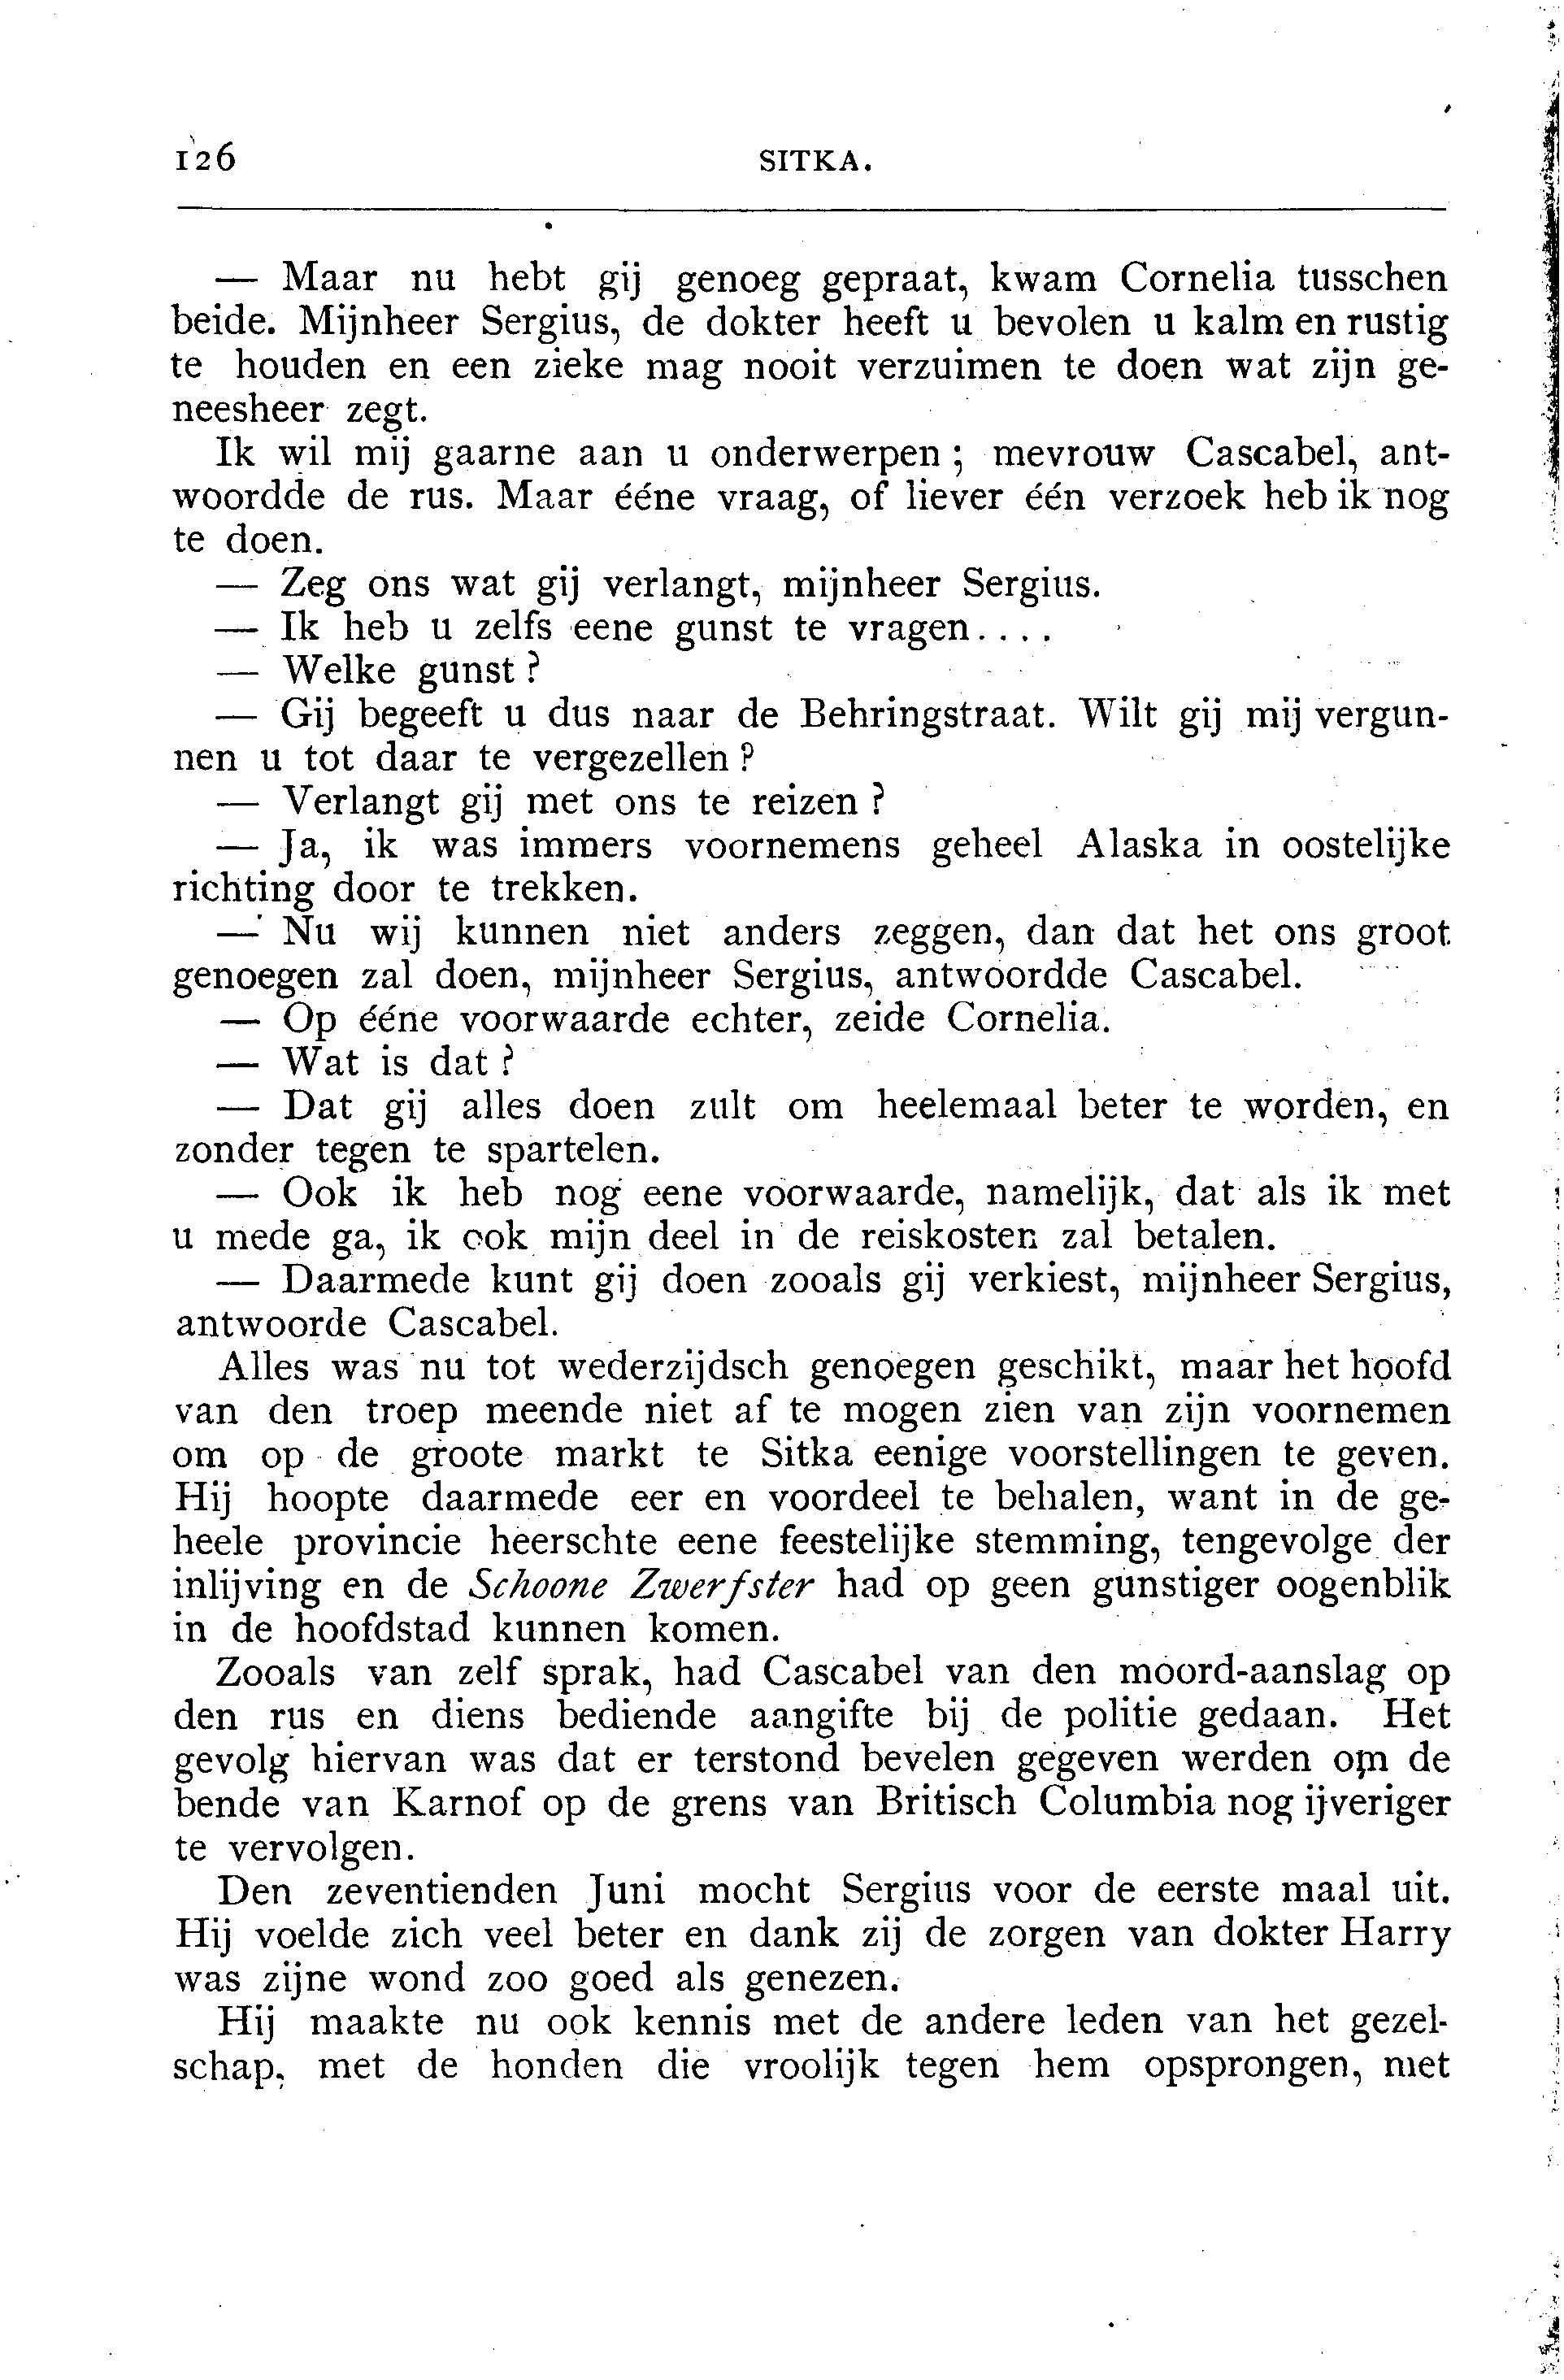 126 SITKA.
— Maar nu hebt gij genoeg gepraat, kwam Cornelia tusschen
beide. Mijnheer Sergius, de dokter heeft u bevolen u kalm en rustig
te houden en een zieke mag nooit verzuimen te doen wat zijn ge-
neesheer zegt.
Ik wil mij gaarne aan u onderwerpen ; mevrouw Cascabel, ant-
woordde de rus. Maar ééne vraag, of liever één verzoek heb ik nog
te doen.
— Zeg ons wat gij verlangt, mijnheer Sergius.
— Ik heb u zelfs eene gunst te vragen....
— Welke gunst ?
— Gij begeeft u dus naar de Behringstraat. Wilt gij mij vergun-
nen u tot daar te vergezellen ?
— Verlangt gij met ons te reizen ?
— Ja, ik was immers voornemens geheel Alaska in oostelijke
richting door te trekken.
— Nu wij kunnen niet anders zeggen, dan dat het ons groot
genoegen zal doen, mijnheer Sergius, antwoordde Cascabel.
— Op ééne voorwaarde echter, zeide Cornelia.
— Wat is dat ?
— Dat gij alles doen zult om heelemaal beter te worden, en
zonder tegen te spartelen.
— Ook ik heb nog eene voorwaarde, namelijk, dat als ik met
u mede ga, ik ook mijn deel in de reiskosten zal betalen.
— Daarmede kunt gij doen zooals gij verkiest, mijnheer Sergius,
antwoorde Cascabel.
Alles was nu tot wederzijdsch genoegen geschikt, maar het hoofd
van den troep meende niet af te mogen zien van zijn voornemen
om op de groote markt te Sitka eenige voorstellingen te geven.
Hij hoopte daarmede eer en voordeel te behalen, want in de ge-
heele provincie heerschte eene feestelijke stemming, tengevolge der
inlijving en de Schoone Zwerfster had op geen gunstiger oogenblik
in de hoofdstad kunnen komen.
Zooals van zelf sprak, had Cascabel van den moord-aanslag op
den rus en diens bediende aangifte bij de politie gedaan. Het
gevolg hiervan was dat er terstond bevelen gegeven werden om de
bende van Karnof op de grens van Britisch Columbia nog ijveriger
te vervolgen.
Den zeventienden Juni mocht Sergius voor de eerste maal uit.
Hij voelde zich veel beter en dank zij de zorgen van dokter Harry
was zijne wond zoo goed als genezen.
Hij maakte nu ook kennis met de andere leden van het gezel-
schap, met de honden die vroolijk tegen hem opsprongen, met